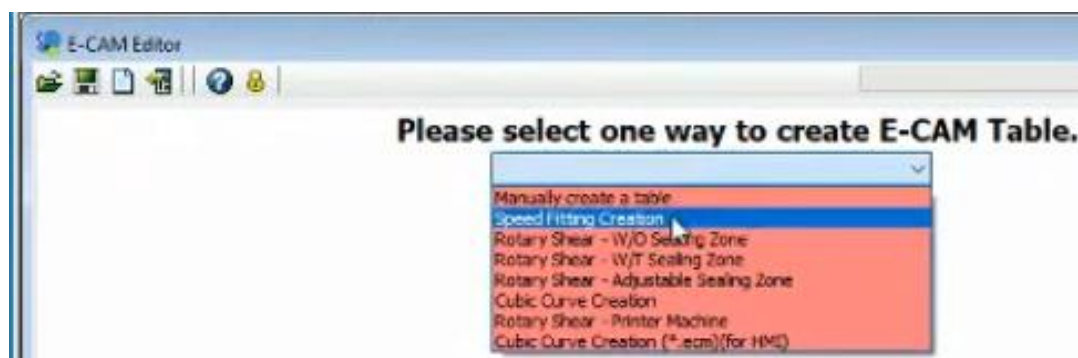 E-CAM Editor
Please select one way to create E-CAM Table.
Manually create a table
Speed Fitting Creation
Rotary Shear - W/O Sealing Zone
Rotary Shear - W/T Sealing Zone
Rotary Shear - Adjustable Sealing Zone
Cubic Curve Creation
Rotary Shear - Printer Machine
Cubic Curve Creation (*.ecm)(for HMI)